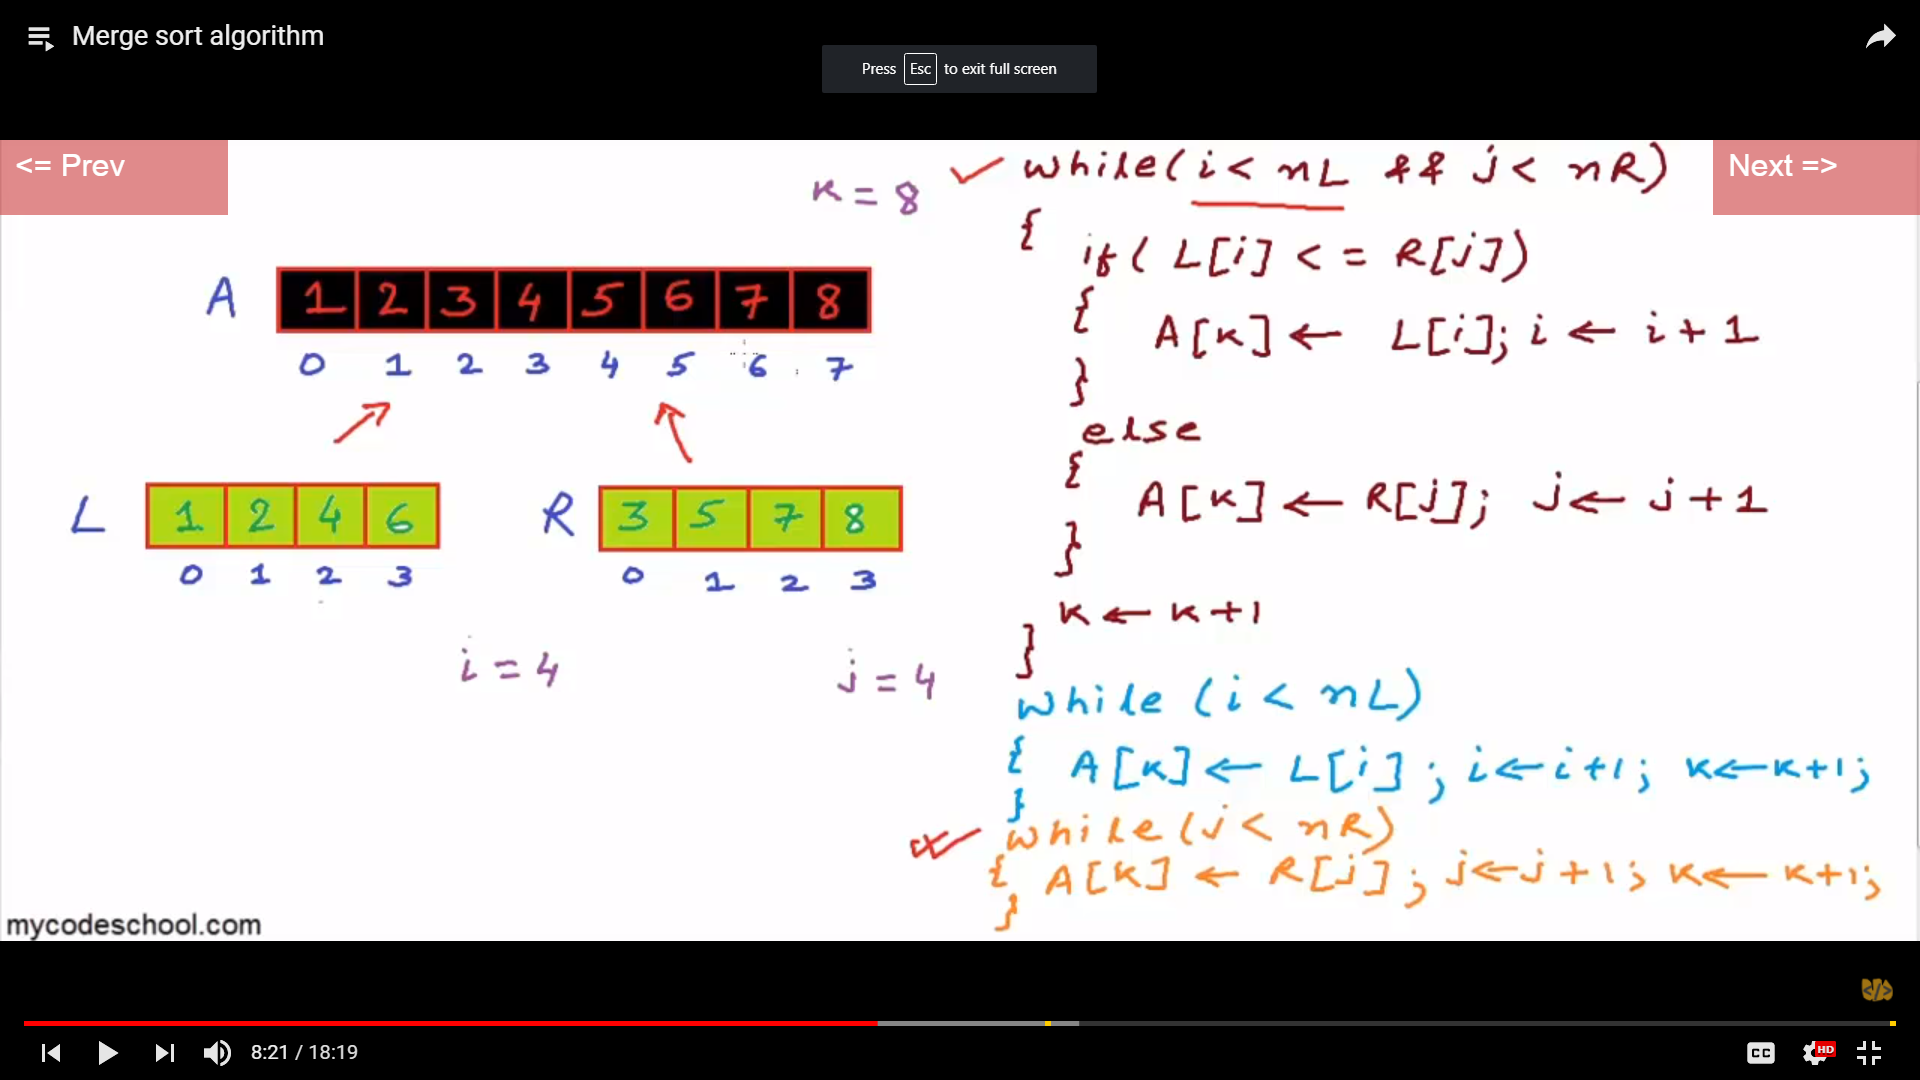 Merge sort algorithm
Press Esc to exit full screen
<= Prev
Next =>
K = 8
A 1 2 3 4 5 6 7 8
0 1 2 3 4 5 6 7
L 1 2 4 6
0 1 2 3
R 3 5 7 8
0 1 2 3
i = 4
j = 4
while(i < nL && j < nR)
{
if( L[i] <= R[j])
{
A[K] ← L[i]; i ← i+1
}
else
{
A[K] ← R[j]; j ← j+1
}
K ← K+1
}
while (i < nL)
{ A[K] ← L[i]; i←i+1; K←K+1;
}
while (j < nR)
{ A[K] ← R[j]; j←j+1; K← K+1;
}
mycodeschool.com
</>
8:21 / 18:19
CC
HD